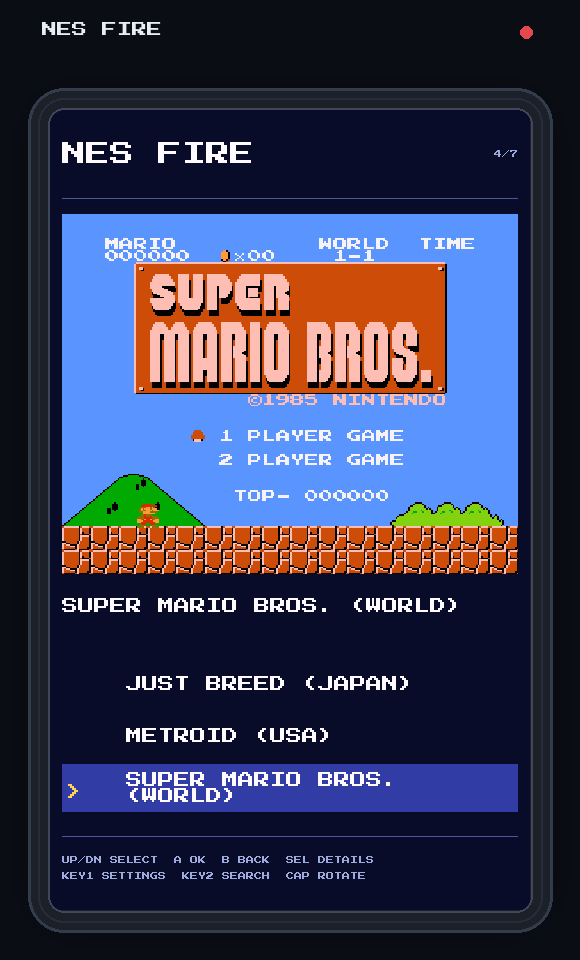 NES FIRE
NES FIRE
4/7
MARIO WORLD TIME
000000 ×00 1-1
SUPER
MARIO BROS.
©1985 NINTENDO
1 PLAYER GAME
2 PLAYER GAME
TOP- 000000
SUPER MARIO BROS. (WORLD)
JUST BREED (JAPAN)
METROID (USA)
> SUPER MARIO BROS.
(WORLD)
UP/DN SELECT A OK B BACK SEL DETAILS
KEY1 SETTINGS KEY2 SEARCH CAP ROTATE